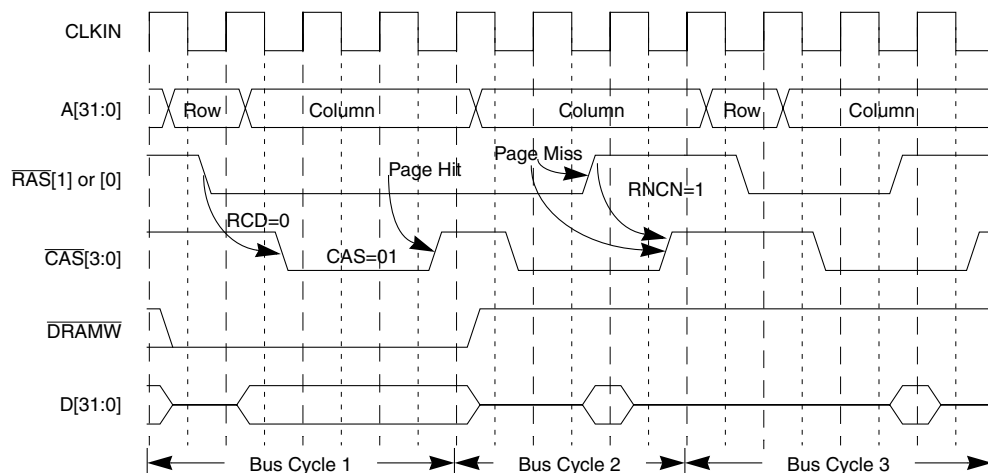 CLKIN
A[31:0]
Row
Column
Column
Row
Column
RAS[1] or [0]
Page Hit
Page Miss
RNCN=1
RCD=0
CAS[3:0]
CAS=01
DRAMW
D[31:0]
Bus Cycle 1
Bus Cycle 2
Bus Cycle 3